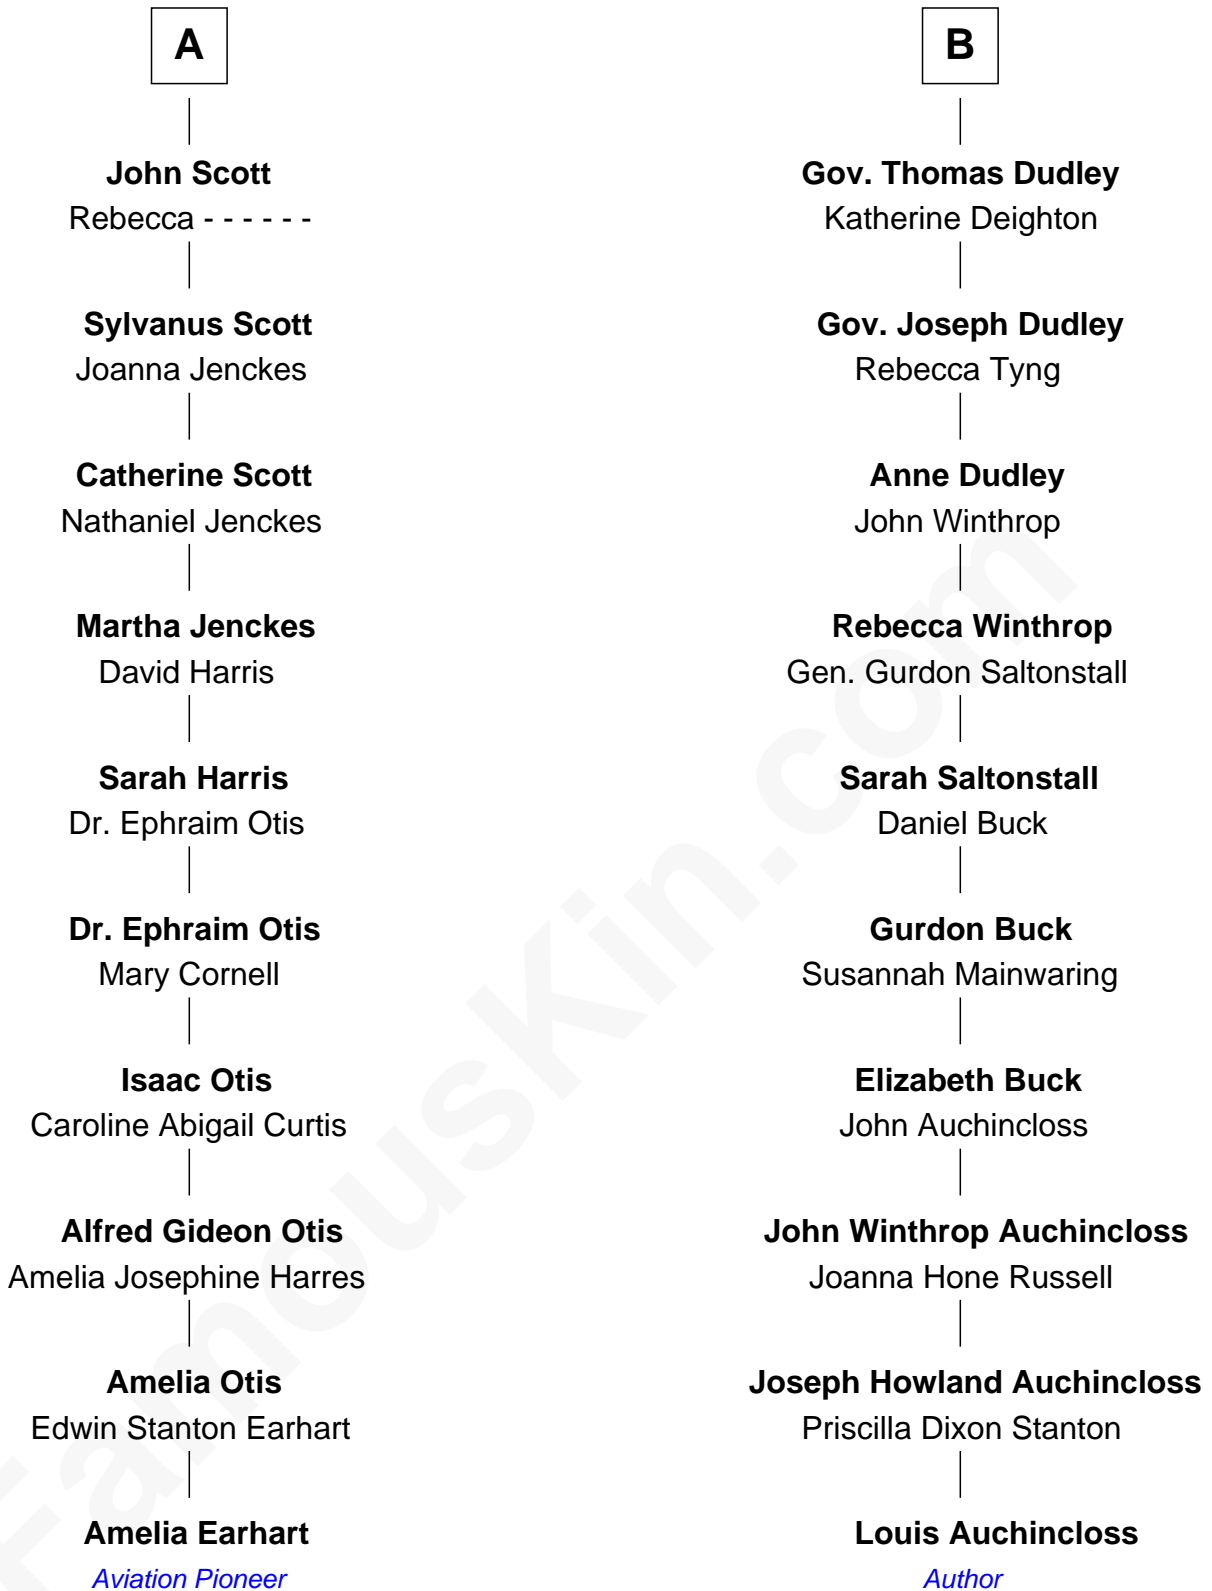 A
John Scott
Rebecca - - - - - -
Sylvanus Scott
Joanna Jenckes
Catherine Scott
Nathaniel Jenckes
Martha Jenckes
David Harris
Sarah Harris
Dr. Ephraim Otis
Dr. Ephraim Otis
Mary Cornell
Isaac Otis
Caroline Abigail Curtis
Alfred Gideon Otis
Amelia Josephine Harres
Amelia Otis
Edwin Stanton Earhart
Amelia Earhart
Aviation Pioneer
B
Gov. Thomas Dudley
Katherine Deighton
Gov. Joseph Dudley
Rebecca Tyng
Anne Dudley
John Winthrop
Rebecca Winthrop
Gen. Gurdon Saltonstall
Sarah Saltonstall
Daniel Buck
Gurdon Buck
Susannah Mainwaring
Elizabeth Buck
John Auchincloss
John Winthrop Auchincloss
Joanna Hone Russell
Joseph Howland Auchincloss
Priscilla Dixon Stanton
Louis Auchincloss
Author
FamousKin.com